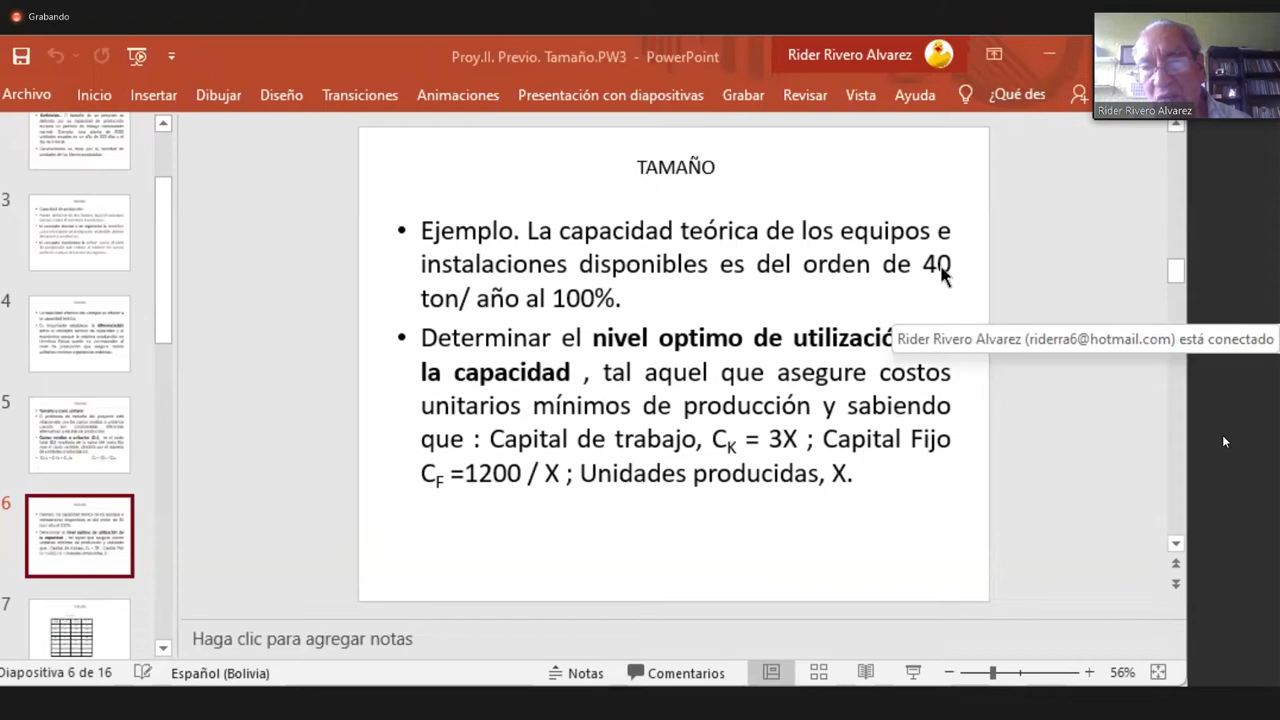 Grabando
Proy.II. Previo. Tamaño.PW3 - PowerPoint
Rider Rivero Alvarez
Rider Rivero Alvarez
Archivo Inicio Insertar Dibujar Diseño Transiciones Animaciones Presentación con diapositivas Grabar Revisar Vista Ayuda ¿Qué des
TAMAÑO
• Ejemplo. La capacidad teórica de los equipos e
instalaciones disponibles es del orden de 40
ton/ año al 100%.
• Determinar el nivel optimo de utilizació
la capacidad , tal aquel que asegure costos
unitarios mínimos de producción y sabiendo
que : Capital de trabajo, CK = 3X ; Capital Fijo
CF =1200 / X ; Unidades producidas, X.
Rider Rivero Alvarez (riderra6@hotmail.com) está conectado
3
4
5
6
7
Haga clic para agregar notas
Diapositiva 6 de 16 Español (Bolivia) Notas Comentarios 56%